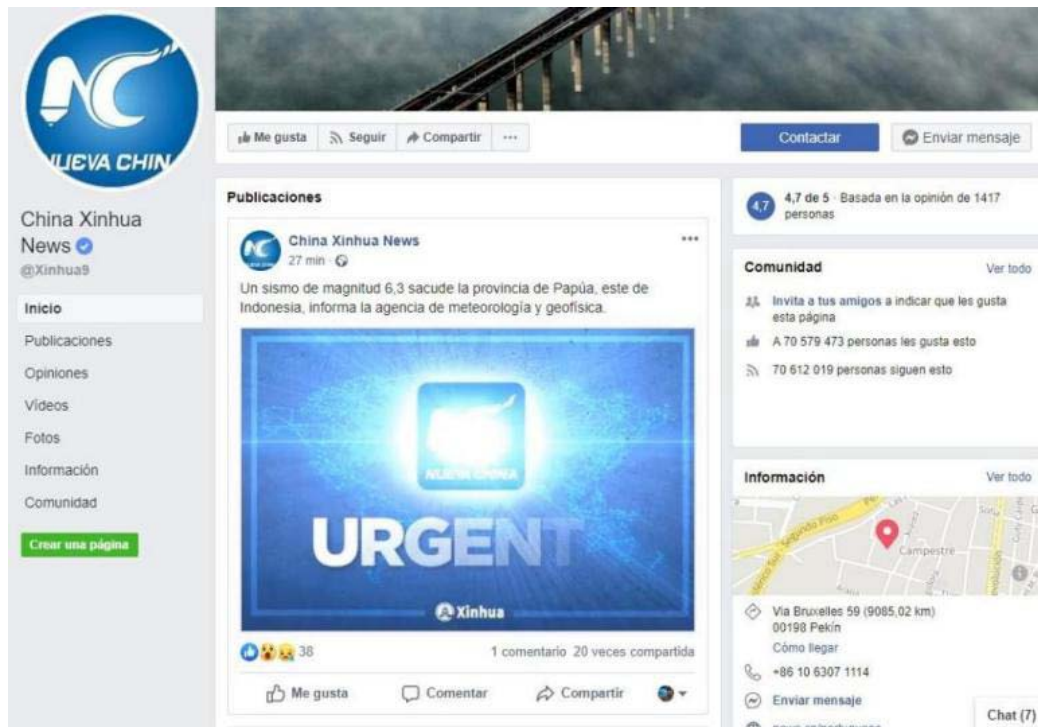 NC
NUEVA CHIN
China Xinhua
News
@Xinhua9
Inicio
Publicaciones
Opiniones
Vídeos
Fotos
Información
Comunidad
Crear una página
Me gusta
Seguir
Compartir
Contactar
Enviar mensaje
Publicaciones
China Xinhua News
27 min
Un sismo de magnitud 6,3 sacude la provincia de Papúa, este de
Indonesia, informa la agencia de meteorología y geofísica.
NUEVA CHINA
URGENT
Xinhua
38
1 comentario 20 veces compartida
Me gusta
Comentar
Compartir
4,7
4,7 de 5 · Basada en la opinión de 1417
personas
Comunidad
Ver todo
Invita a tus amigos a indicar que les gusta
esta página
A 70 579 473 personas les gusta esto
70 612 019 personas siguen esto
Información
Ver todo
Segundo Piso
Campestre
Via Bruxelles 59 (9085,02 km)
00198 Pekín
Cómo llegar
+86 10 6307 1114
Enviar mensaje
Chat (7)